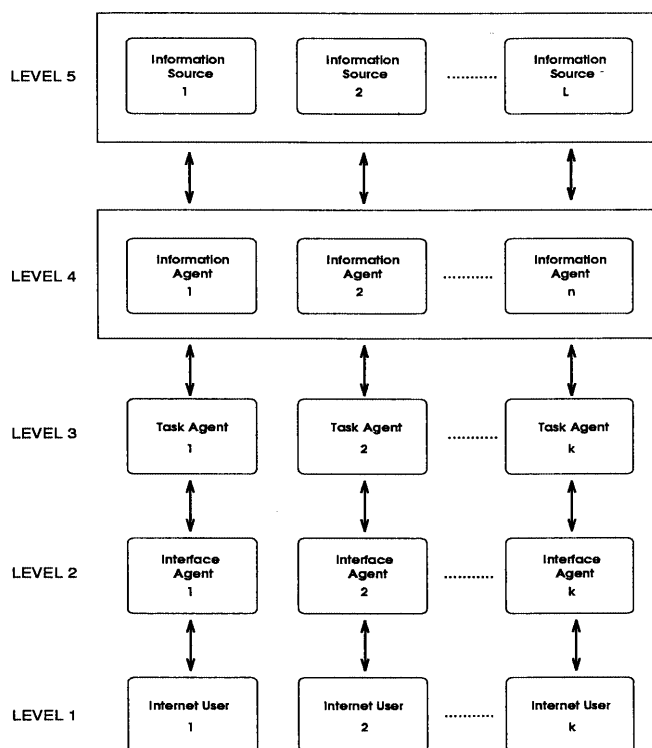 LEVEL 5
Information Source 1
Information Source 2
Information Source L
LEVEL 4
Information Agent 1
Information Agent 2
Information Agent n
LEVEL 3
Task Agent 1
Task Agent 2
Task Agent k
LEVEL 2
Interface Agent 1
Interface Agent 2
Interface Agent k
LEVEL 1
Internet User 1
Internet User 2
Internet User k